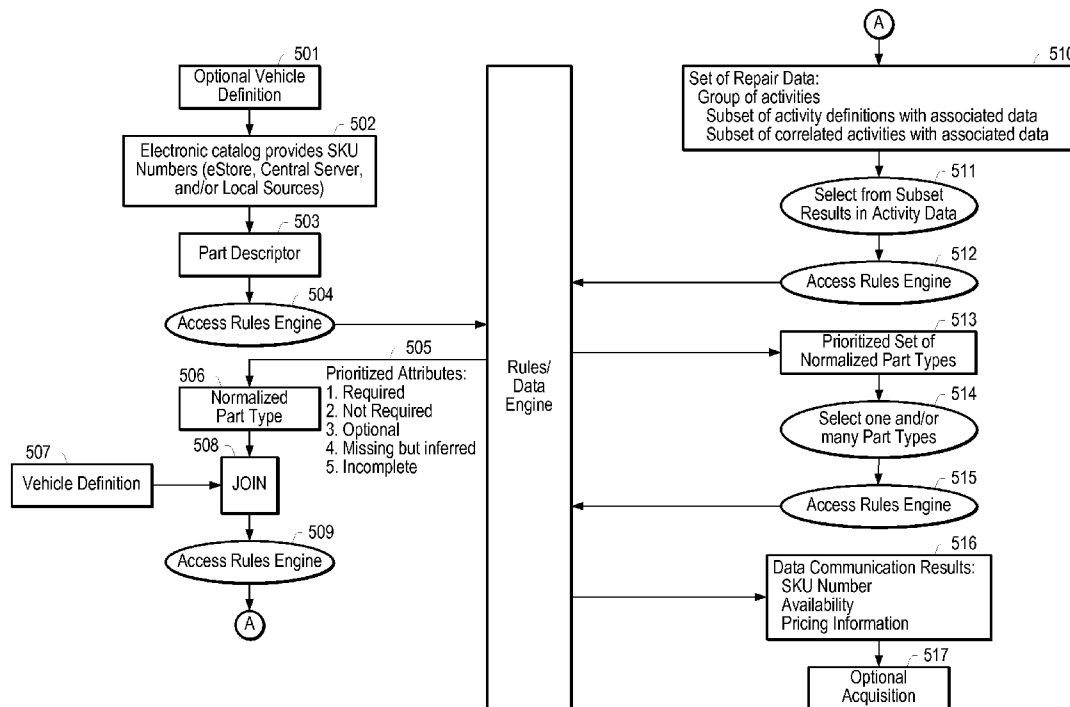 501
Optional Vehicle
Definition
502
Electronic catalog provides SKU
Numbers (eStore, Central Server,
and/or Local Sources)
503
Part Descriptor
504
Access Rules Engine
505
Prioritized Attributes:
1. Required
2. Not Required
3. Optional
4. Missing but inferred
5. Incomplete
506
Normalized
Part Type
507
Vehicle Definition
508
JOIN
509
Access Rules Engine
A
Rules/
Data
Engine
A
510
Set of Repair Data:
Group of activities
Subset of activity definitions with associated data
Subset of correlated activities with associated data
511
Select from Subset
Results in Activity Data
512
Access Rules Engine
513
Prioritized Set of
Normalized Part Types
514
Select one and/or
many Part Types
515
Access Rules Engine
516
Data Communication Results:
SKU Number
Availability
Pricing Information
517
Optional
Acquisition